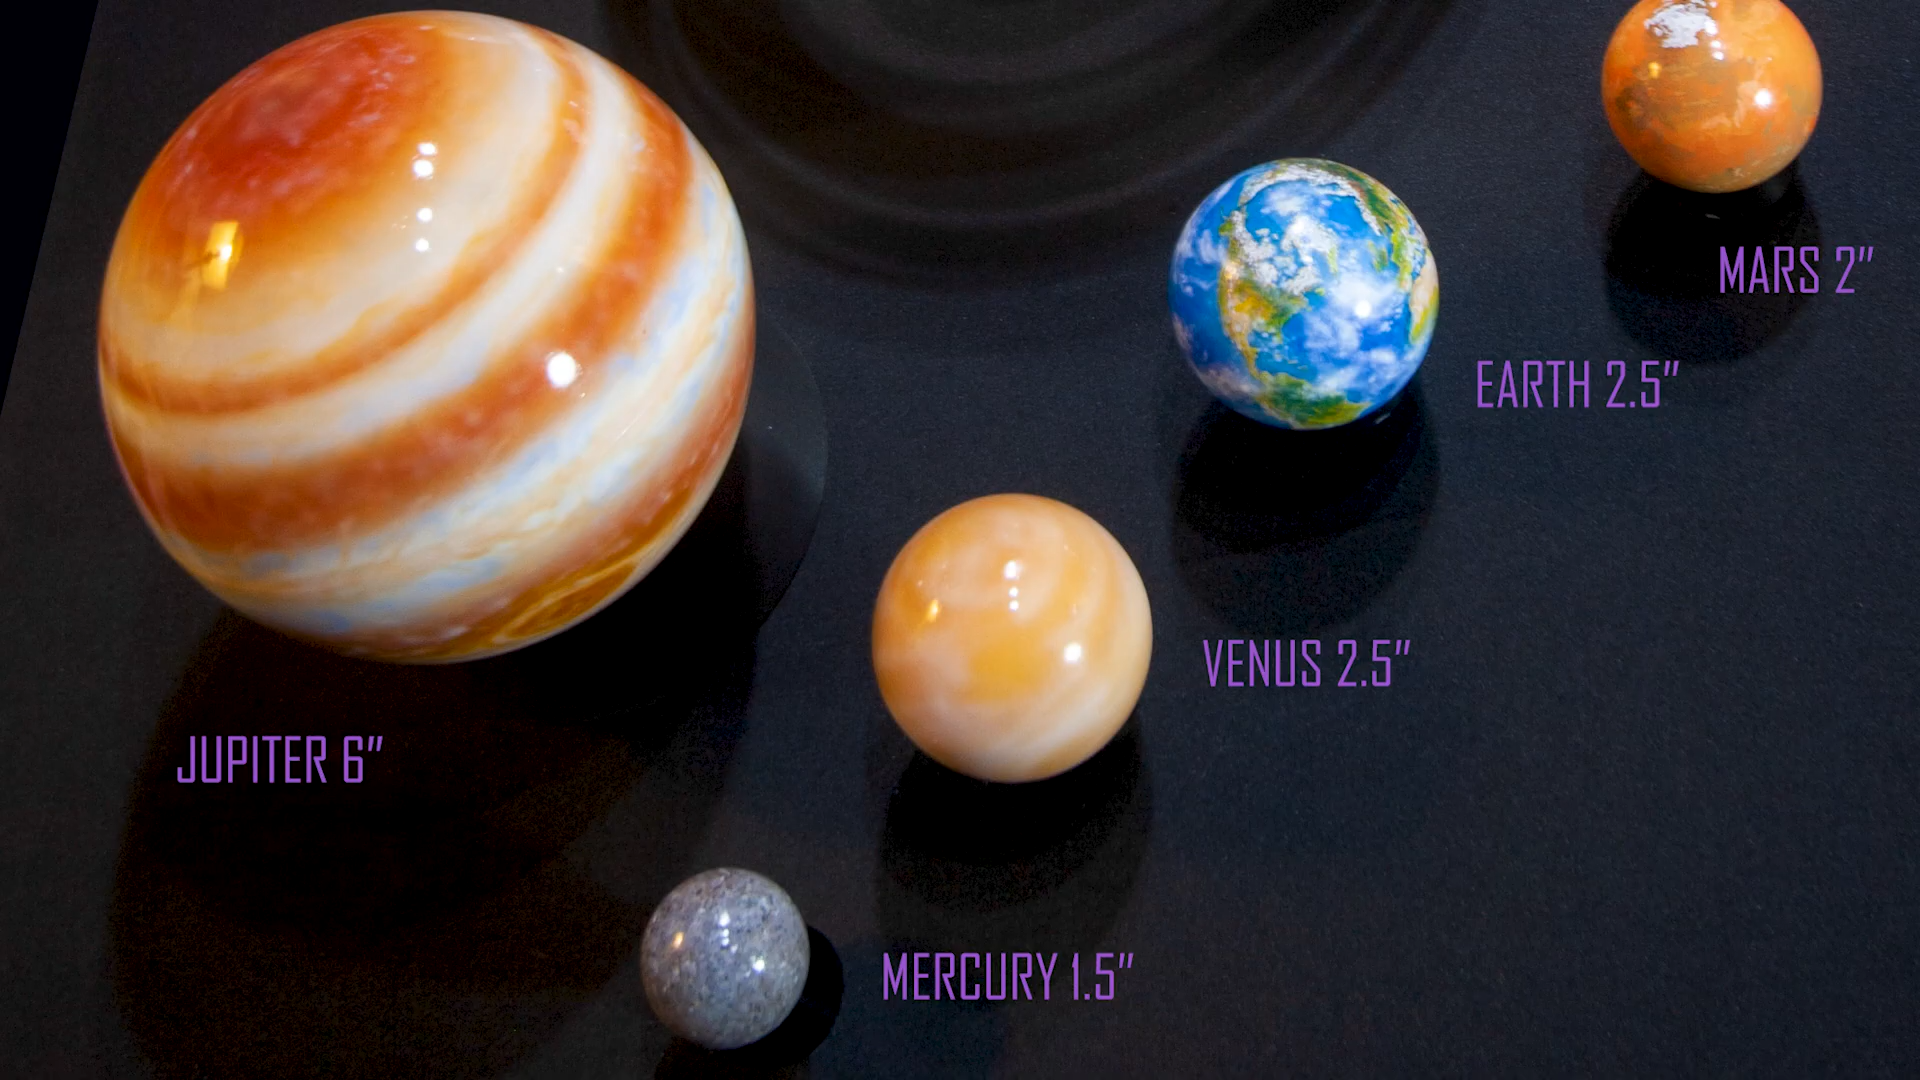 MARS 2"
EARTH 2.5"
VENUS 2.5"
JUPITER 6"
MERCURY 1.5"